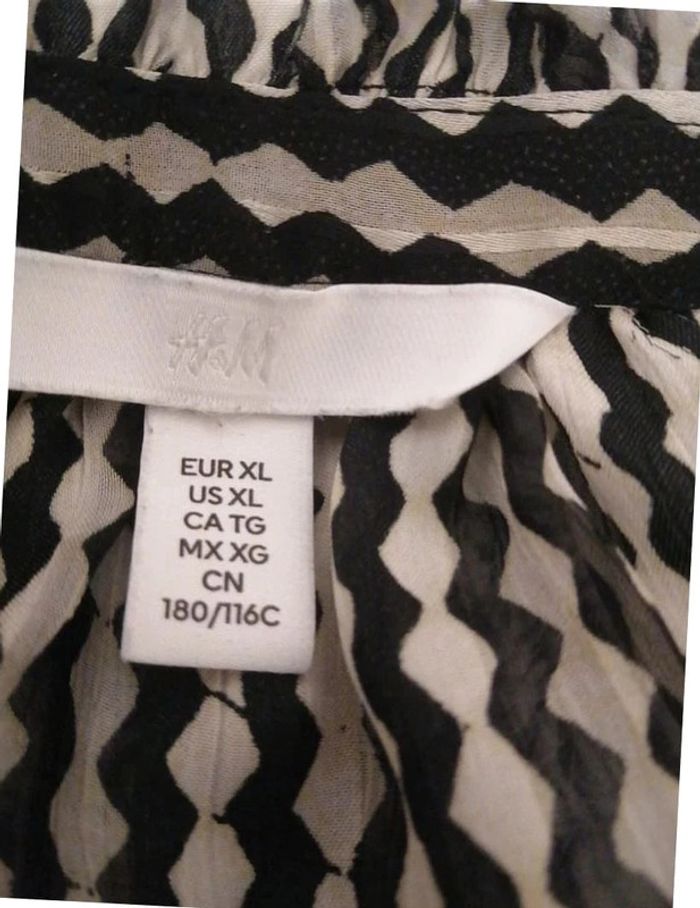 H&M
EUR XL
US XL
CA TG
MX XG
CN
180/116C